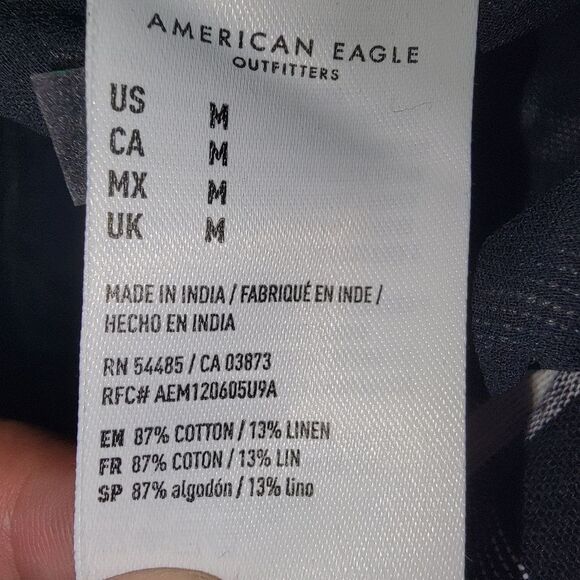 AMERICAN EAGLE
OUTFITTERS
US M
CA M
MX M
UK M
MADE IN INDIA / FABRIQUÉ EN INDE /
HECHO EN INDIA
RN 54485 / CA 03873
RFC# AEM120605U9A
EM 87% COTTON / 13% LINEN
FR 87% COTON / 13% LIN
SP 87% algodón / 13% lino